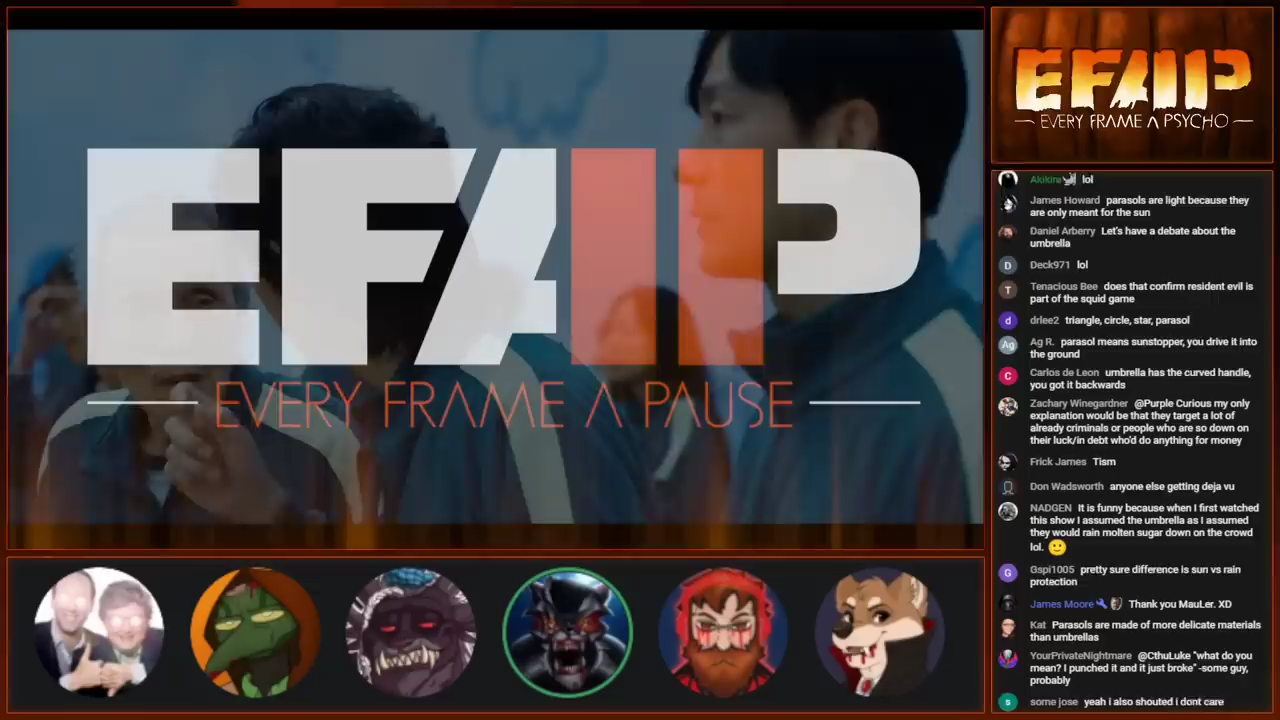 EFAP
EVERY FRAME A PAUSE
EFAP
EVERY FRAME A PSYCHO
Akikira lol
James Howard parasols are light because they
are only meant for the sun
Daniel Arberry Let's have a debate about the
umbrella
D
Deck971 lol
T
Tenacious Bee does that confirm resident evil is
part of the squid game
d
drlee2 triangle, circle, star, parasol
Ag
Ag R. parasol means sunstopper, you drive it into
the ground
C
Carlos de Leon umbrella has the curved handle,
you got it backwards
Zachary Winegardner @Purple Curious my only
explanation would be that they target a lot of
already criminals or people who are so down on
their luck/in debt who'd do anything for money
Frick James Tism
Don Wadsworth anyone else getting deja vu
NADGEN It is funny because when I first watched
this show I assumed the umbrella as I assumed
they would rain molten sugar down on the crowd
lol. 🙂
G
Gspi1005 pretty sure difference is sun vs rain
protection
James Moore Thank you MauLer. XD
Kat Parasols are made of more delicate materials
than umbrellas
YourPrivateNightmare @CthuLuke "what do you
mean? I punched it and it just broke" -some guy,
probably
s
some jose yeah i also shouted i dont care